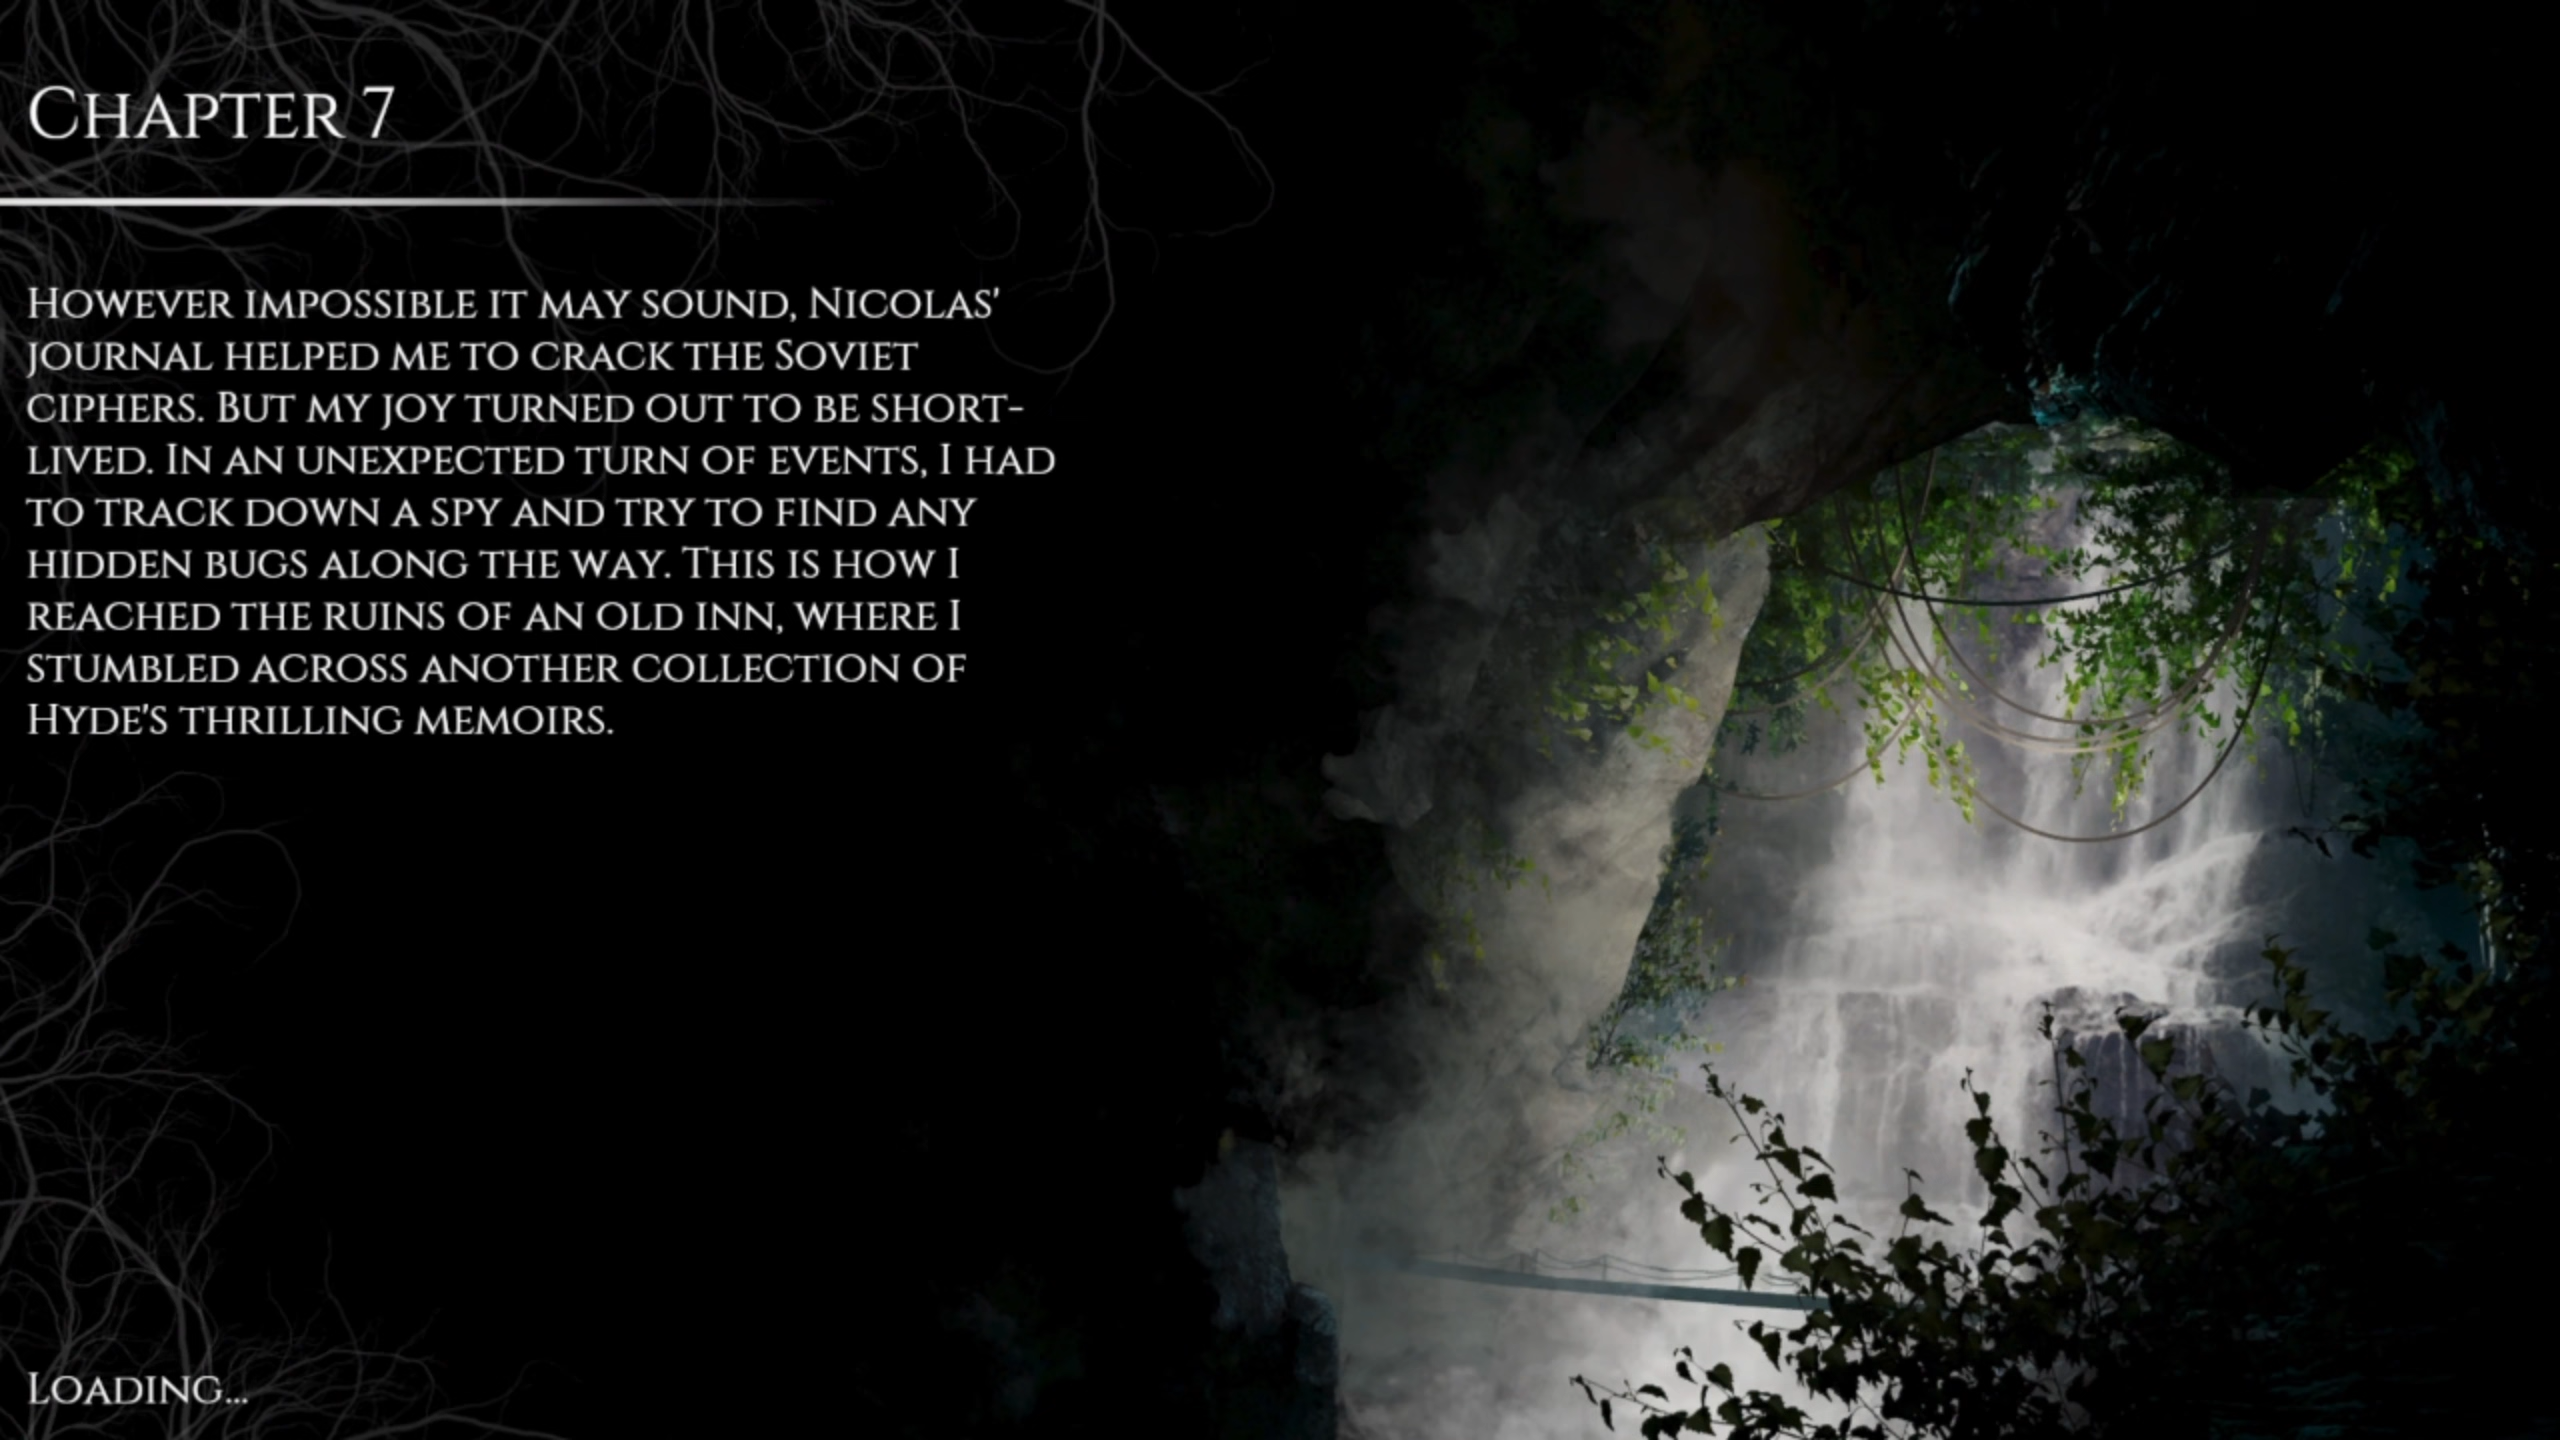 Chapter 7
However impossible it may sound, Nicolas'
journal helped me to crack the Soviet
ciphers. But my joy turned out to be short-
lived. In an unexpected turn of events, I had
to track down a spy and try to find any
hidden bugs along the way. This is how I
reached the ruins of an old inn, where I
stumbled across another collection of
Hyde's thrilling memoirs.
Loading...